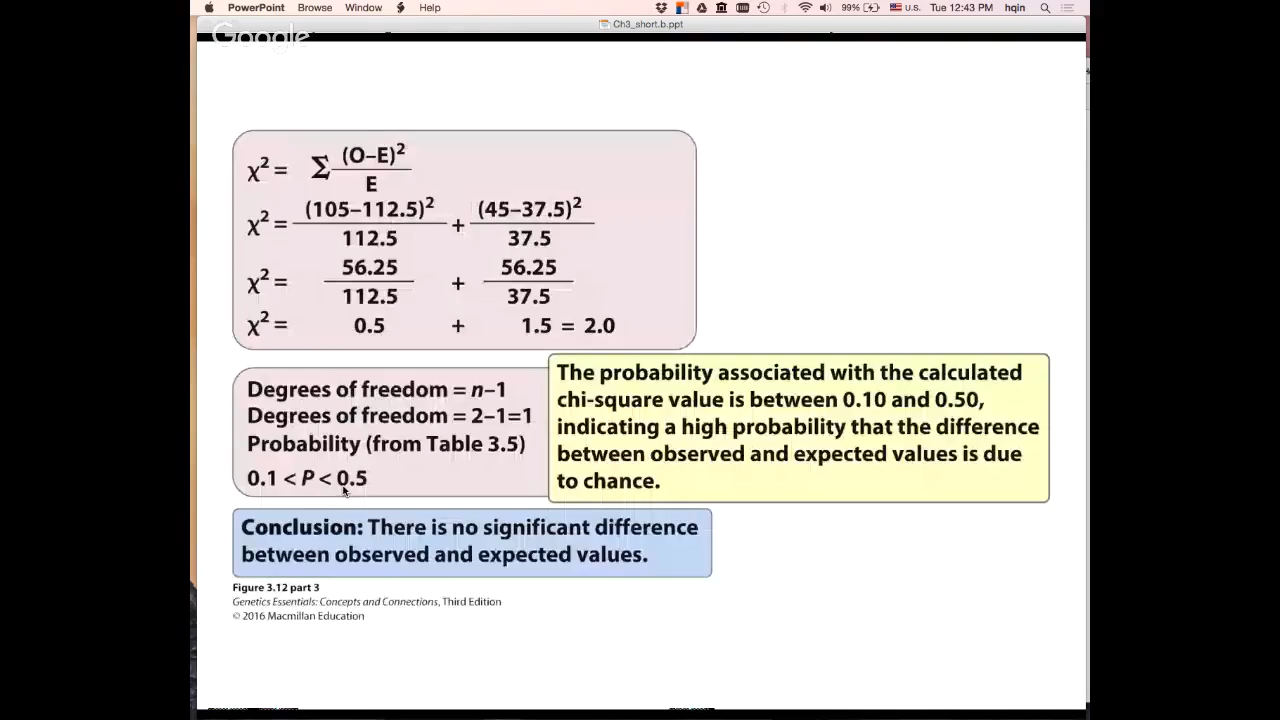 PowerPoint Browse Window Help 99% U.S. Tue 12:43 PM hqin
Ch3_short.b.ppt
Google
χ² = Σ (O–E)²
E
χ² = (105–112.5)² + (45–37.5)²
112.5 37.5
χ² = 56.25 + 56.25
112.5 37.5
χ² = 0.5 + 1.5 = 2.0
Degrees of freedom = n–1
Degrees of freedom = 2–1=1
Probability (from Table 3.5)
0.1 < P < 0.5
The probability associated with the calculated
chi-square value is between 0.10 and 0.50,
indicating a high probability that the difference
between observed and expected values is due
to chance.
Conclusion: There is no significant difference
between observed and expected values.
Figure 3.12 part 3
Genetics Essentials: Concepts and Connections, Third Edition
© 2016 Macmillan Education